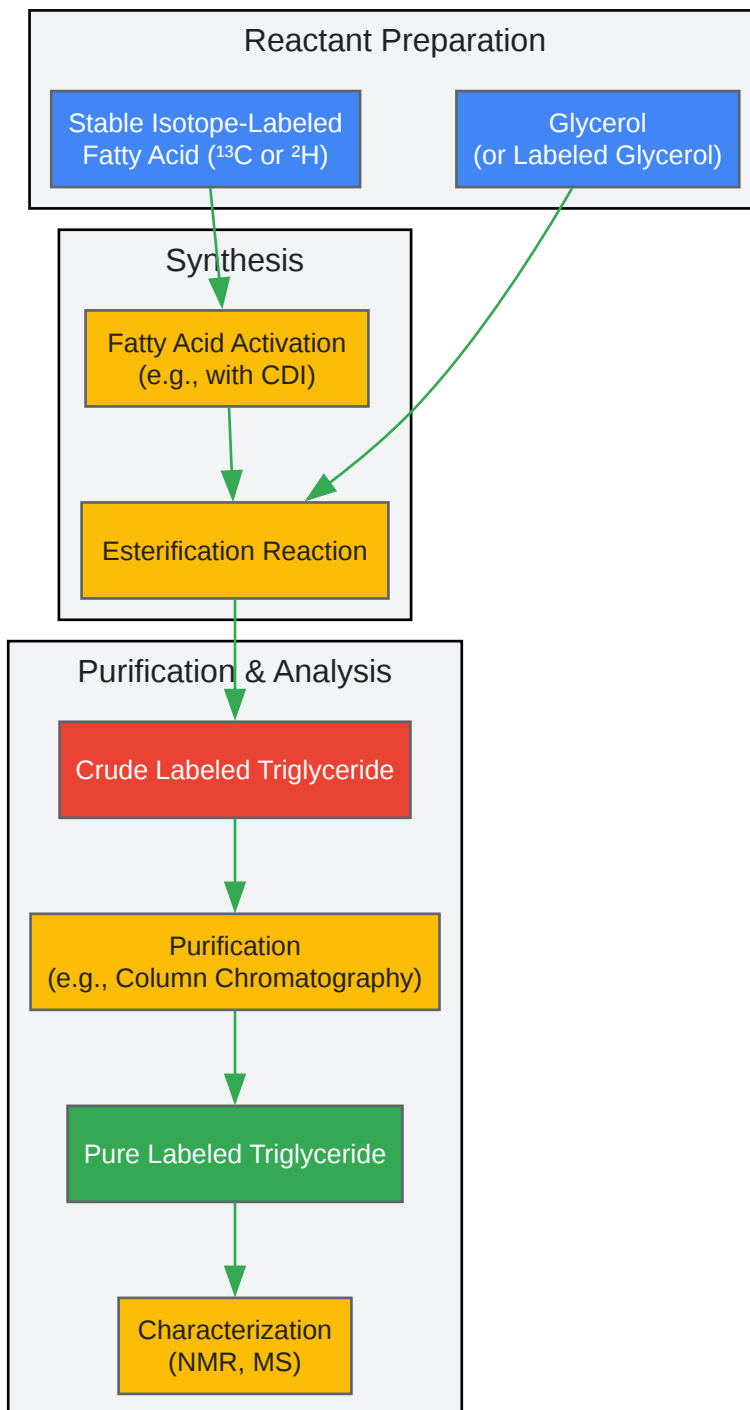 Reactant Preparation
Stable Isotope-Labeled
Fatty Acid (¹³C or ²H)
Glycerol
(or Labeled Glycerol)
Synthesis
Fatty Acid Activation
(e.g., with CDI)
Esterification Reaction
Purification & Analysis
Crude Labeled Triglyceride
Purification
(e.g., Column Chromatography)
Pure Labeled Triglyceride
Characterization
(NMR, MS)